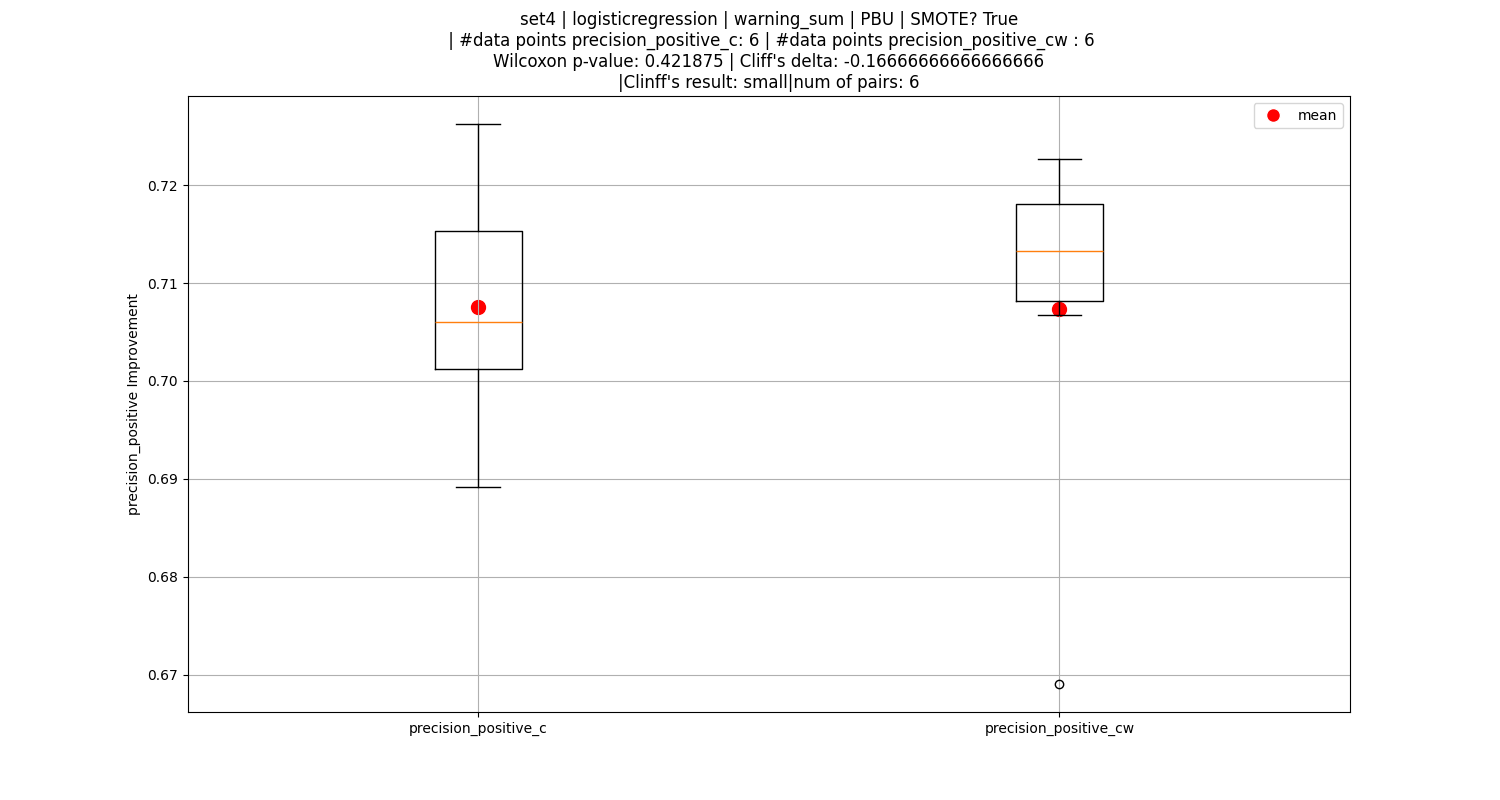 set4 | logisticregression | warning_sum | PBU | SMOTE? True
| #data points precision_positive_c: 6 | #data points precision_positive_cw : 6
Wilcoxon p-value: 0.421875 | Cliff's delta: -0.16666666666666666
|Clinff's result: small|num of pairs: 6
mean
0.72
0.71
0.70
0.69
0.68
0.67
precision_positive Improvement
precision_positive_c
precision_positive_cw